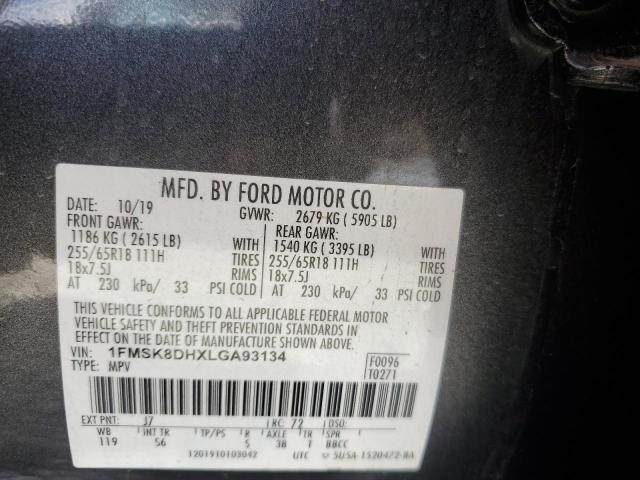 MFD. BY FORD MOTOR CO.
DATE: 10/19 GVWR: 2679 KG ( 5905 LB)
FRONT GAWR: REAR GAWR:
1186 KG ( 2615 LB) WITH 1540 KG ( 3395 LB) WITH
255/65R18 111H TIRES 255/65R18 111H TIRES
18x7.5J RIMS 18x7.5J RIMS
AT 230 kPa/ 33 PSI COLD AT 230 kPa/ 33 PSI COLD
THIS VEHICLE CONFORMS TO ALL APPLICABLE FEDERAL MOTOR
VEHICLE SAFETY AND THEFT PREVENTION STANDARDS IN
EFFECT ON THE DATE OF MANUFACTURE SHOWN ABOVE.
VIN: 1FMSK8DHXLGA93134 F0096
TYPE: MPV T0271
EXT PNT: J7 RC: 72 DSO:
WB INT TR TP/PS R AXLE TR SPR
119 S6 5 3B T BBCC
1201910103042 UTC 5USA-1520472-BA